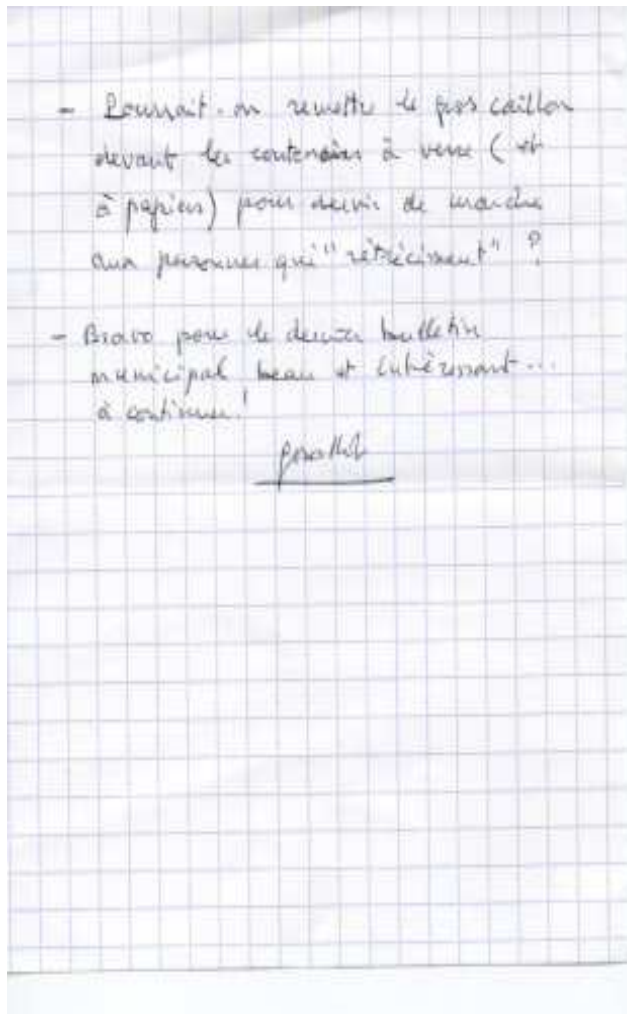 - Pourrait-on remettre le gros caillou
devant les containers à verre (et
à papiers) pour servir de marche
aux personnes qui "rétrécissent" ?
- Bravo pour le dernier bulletin
municipal beau et intéressant...
à continuer !